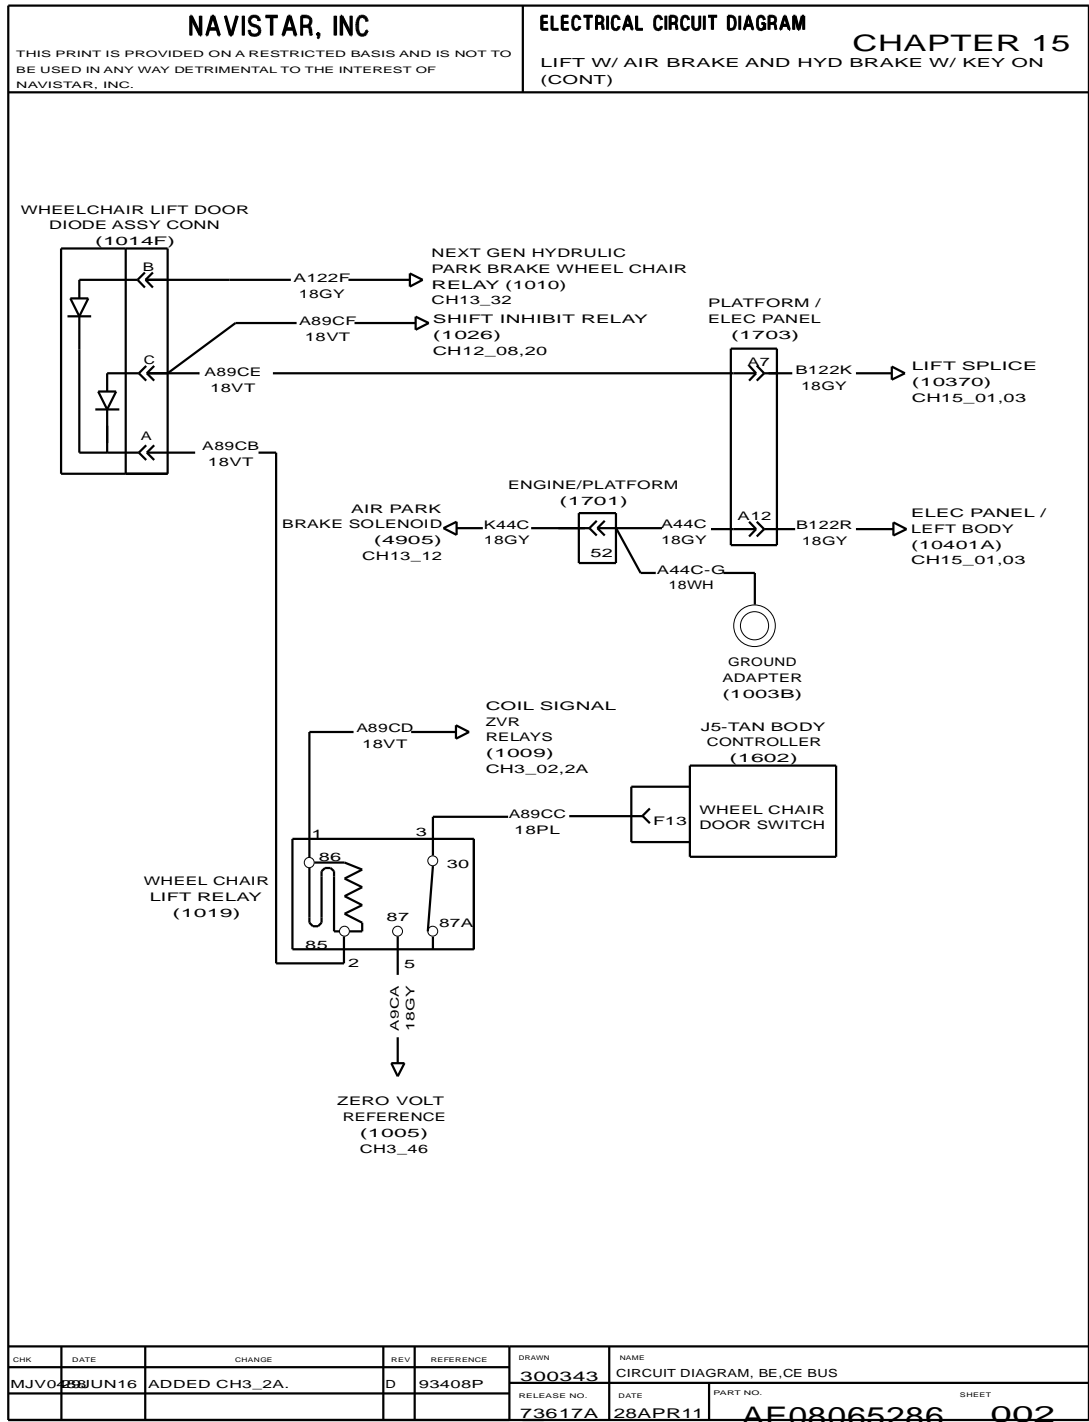 NAVISTAR, INC
THIS PRINT IS PROVIDED ON A RESTRICTED BASIS AND IS NOT TO
BE USED IN ANY WAY DETRIMENTAL TO THE INTEREST OF
NAVISTAR, INC.
ELECTRICAL CIRCUIT DIAGRAM
CHAPTER 15
LIFT W/ AIR BRAKE AND HYD BRAKE W/ KEY ON
(CONT)
WHEELCHAIR LIFT DOOR
DIODE ASSY CONN
(1014F)
B
A122F
18GY
NEXT GEN HYDRULIC
PARK BRAKE WHEEL CHAIR
RELAY (1010)
CH13_32
A89CF
18VT
SHIFT INHIBIT RELAY
(1026)
CH12_08,20
C
A89CE
18VT
PLATFORM /
ELEC PANEL
(1703)
A7
B122K
18GY
LIFT SPLICE
(10370)
CH15_01,03
A
A89CB
18VT
ENGINE/PLATFORM
(1701)
AIR PARK
BRAKE SOLENOID
(4905)
CH13_12
K44C
18GY
52
A44C
18GY
A12
B122R
18GY
ELEC PANEL /
LEFT BODY
(10401A)
CH15_01,03
A44C-G
18WH
GROUND
ADAPTER
(1003B)
A89CD
18VT
COIL SIGNAL
ZVR
RELAYS
(1009)
CH3_02,2A
J5-TAN BODY
CONTROLLER
(1602)
A89CC
18PL
F13
WHEEL CHAIR
DOOR SWITCH
WHEEL CHAIR
LIFT RELAY
(1019)
1
3
86
30
87
87A
85
2
5
A9CA
18GY
ZERO VOLT
REFERENCE
(1005)
CH3_46
CHK DATE CHANGE REV REFERENCE
29JUN16 ADDED CH3_2A. D 93408P
DRAWN
300343
NAME
CIRCUIT DIAGRAM, BE,CE BUS
RELEASE NO.
73617A
DATE
28APR11
PART NO.
AE08065286
SHEET
002